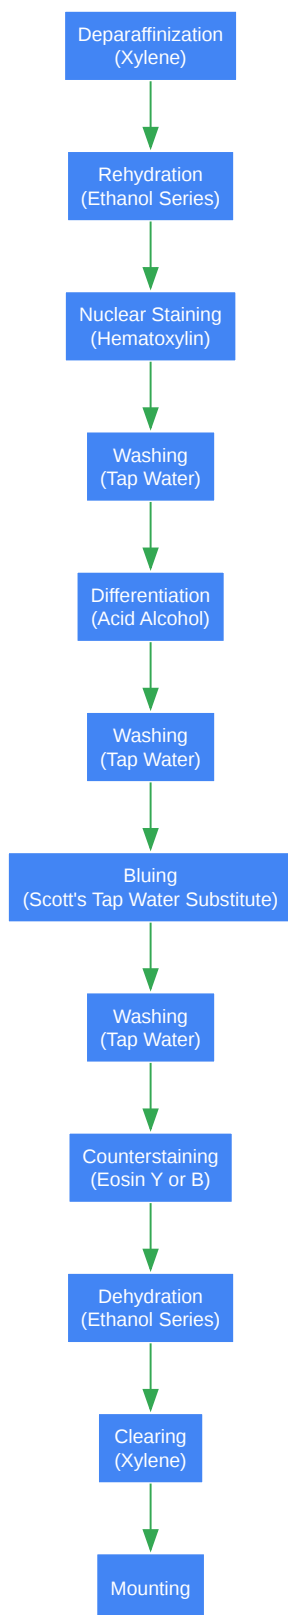 Deparaffinization
(Xylene)
Rehydration
(Ethanol Series)
Nuclear Staining
(Hematoxylin)
Washing
(Tap Water)
Differentiation
(Acid Alcohol)
Washing
(Tap Water)
Bluing
(Scott's Tap Water Substitute)
Washing
(Tap Water)
Counterstaining
(Eosin Y or B)
Dehydration
(Ethanol Series)
Clearing
(Xylene)
Mounting